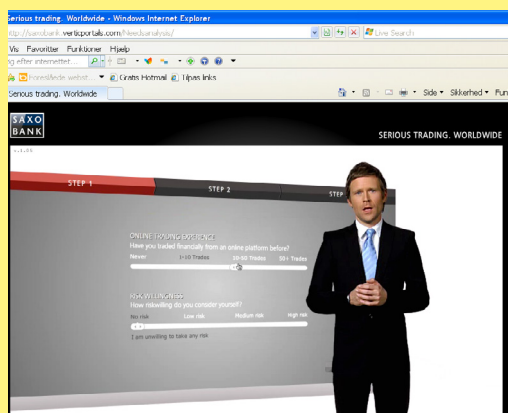 Serious trading. Worldwide - Windows Internet Explorer
http://saxobank.verticportals.com/Needsanalysis/
Live Search
Vis Favoritter Funktioner Hjælp
Foreslåede webst... Gratis Hotmail Tilpas links
Serious trading. Worldwide
Side Sikkerhed
SAXO
BANK
SERIOUS TRADING. WORLDWIDE
STEP 1
STEP 2
STEP
ONLINE TRADING EXPERIENCE
Have you traded financially from an online platform before?
Never 1-10 Trades 10-50 Trades 50+ Trades
RISK WILLINGNESS
How riskwilling do you consider yourself?
No risk Low risk Medium risk High risk
I am unwilling to take any risk